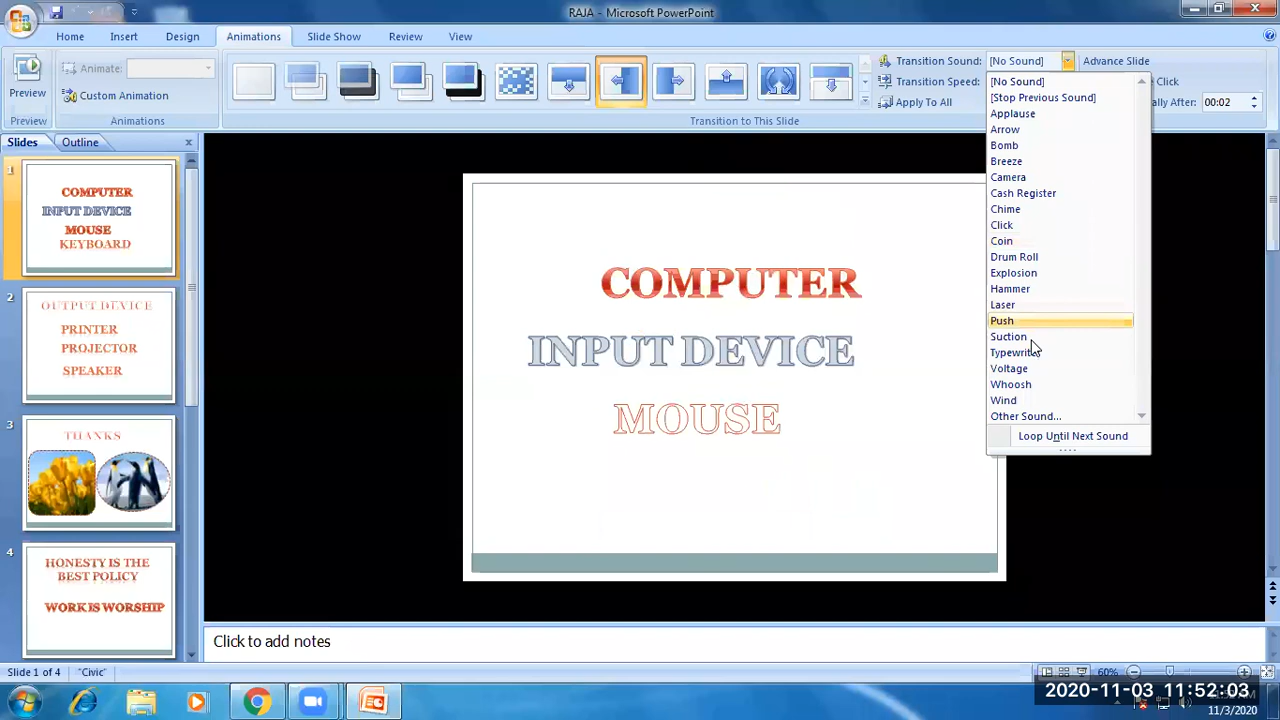 RAJA - Microsoft PowerPoint
Home Insert Design Animations Slide Show Review View
Preview
Preview
Animate:
Custom Animation
Animations
Transition to This Slide
Transition Sound: [No Sound]
Transition Speed:
Apply To All
Advance Slide
Click
ally After: 00:02
[No Sound]
[Stop Previous Sound]
Applause
Arrow
Bomb
Breeze
Camera
Cash Register
Chime
Click
Coin
Drum Roll
Explosion
Hammer
Laser
Push
Suction
Voltage
Whoosh
Wind
Other Sound...
Loop Until Next Sound
Slides Outline
1
COMPUTER
INPUT DEVICE
MOUSE
KEYBOARD
2
OUTPUT DEVICE
PRINTER
PROJECTOR
SPEAKER
3
THANKS
4
HONESTY IS THE
BEST POLICY
WORK IS WORSHIP
COMPUTER
INPUT DEVICE
MOUSE
Click to add notes
Slide 1 of 4 "Civic" 60%
2020-11-03 11:52:03
11/3/2020